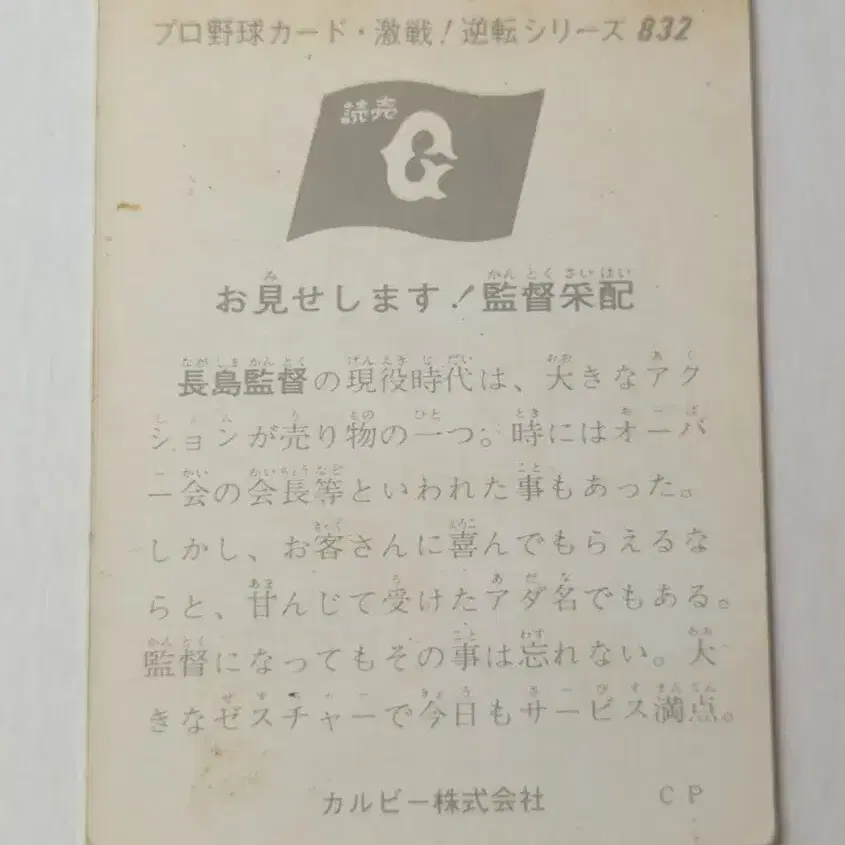 プロ野球カード・激戦！逆転シリーズ 832
読売
G
お見せします！監督采配
長島監督の現役時代は、大きなアク
ションが売り物の一つ。時にはオーバ
ー会の会長等といわれた事もあった。
しかし、お客さんに喜んでもらえるな
らと、甘んじて受けたアダ名でもある。
監督になってもその事は忘れない。大
きなゼスチャーで今日もサービス満点。
カルビー株式会社 CP